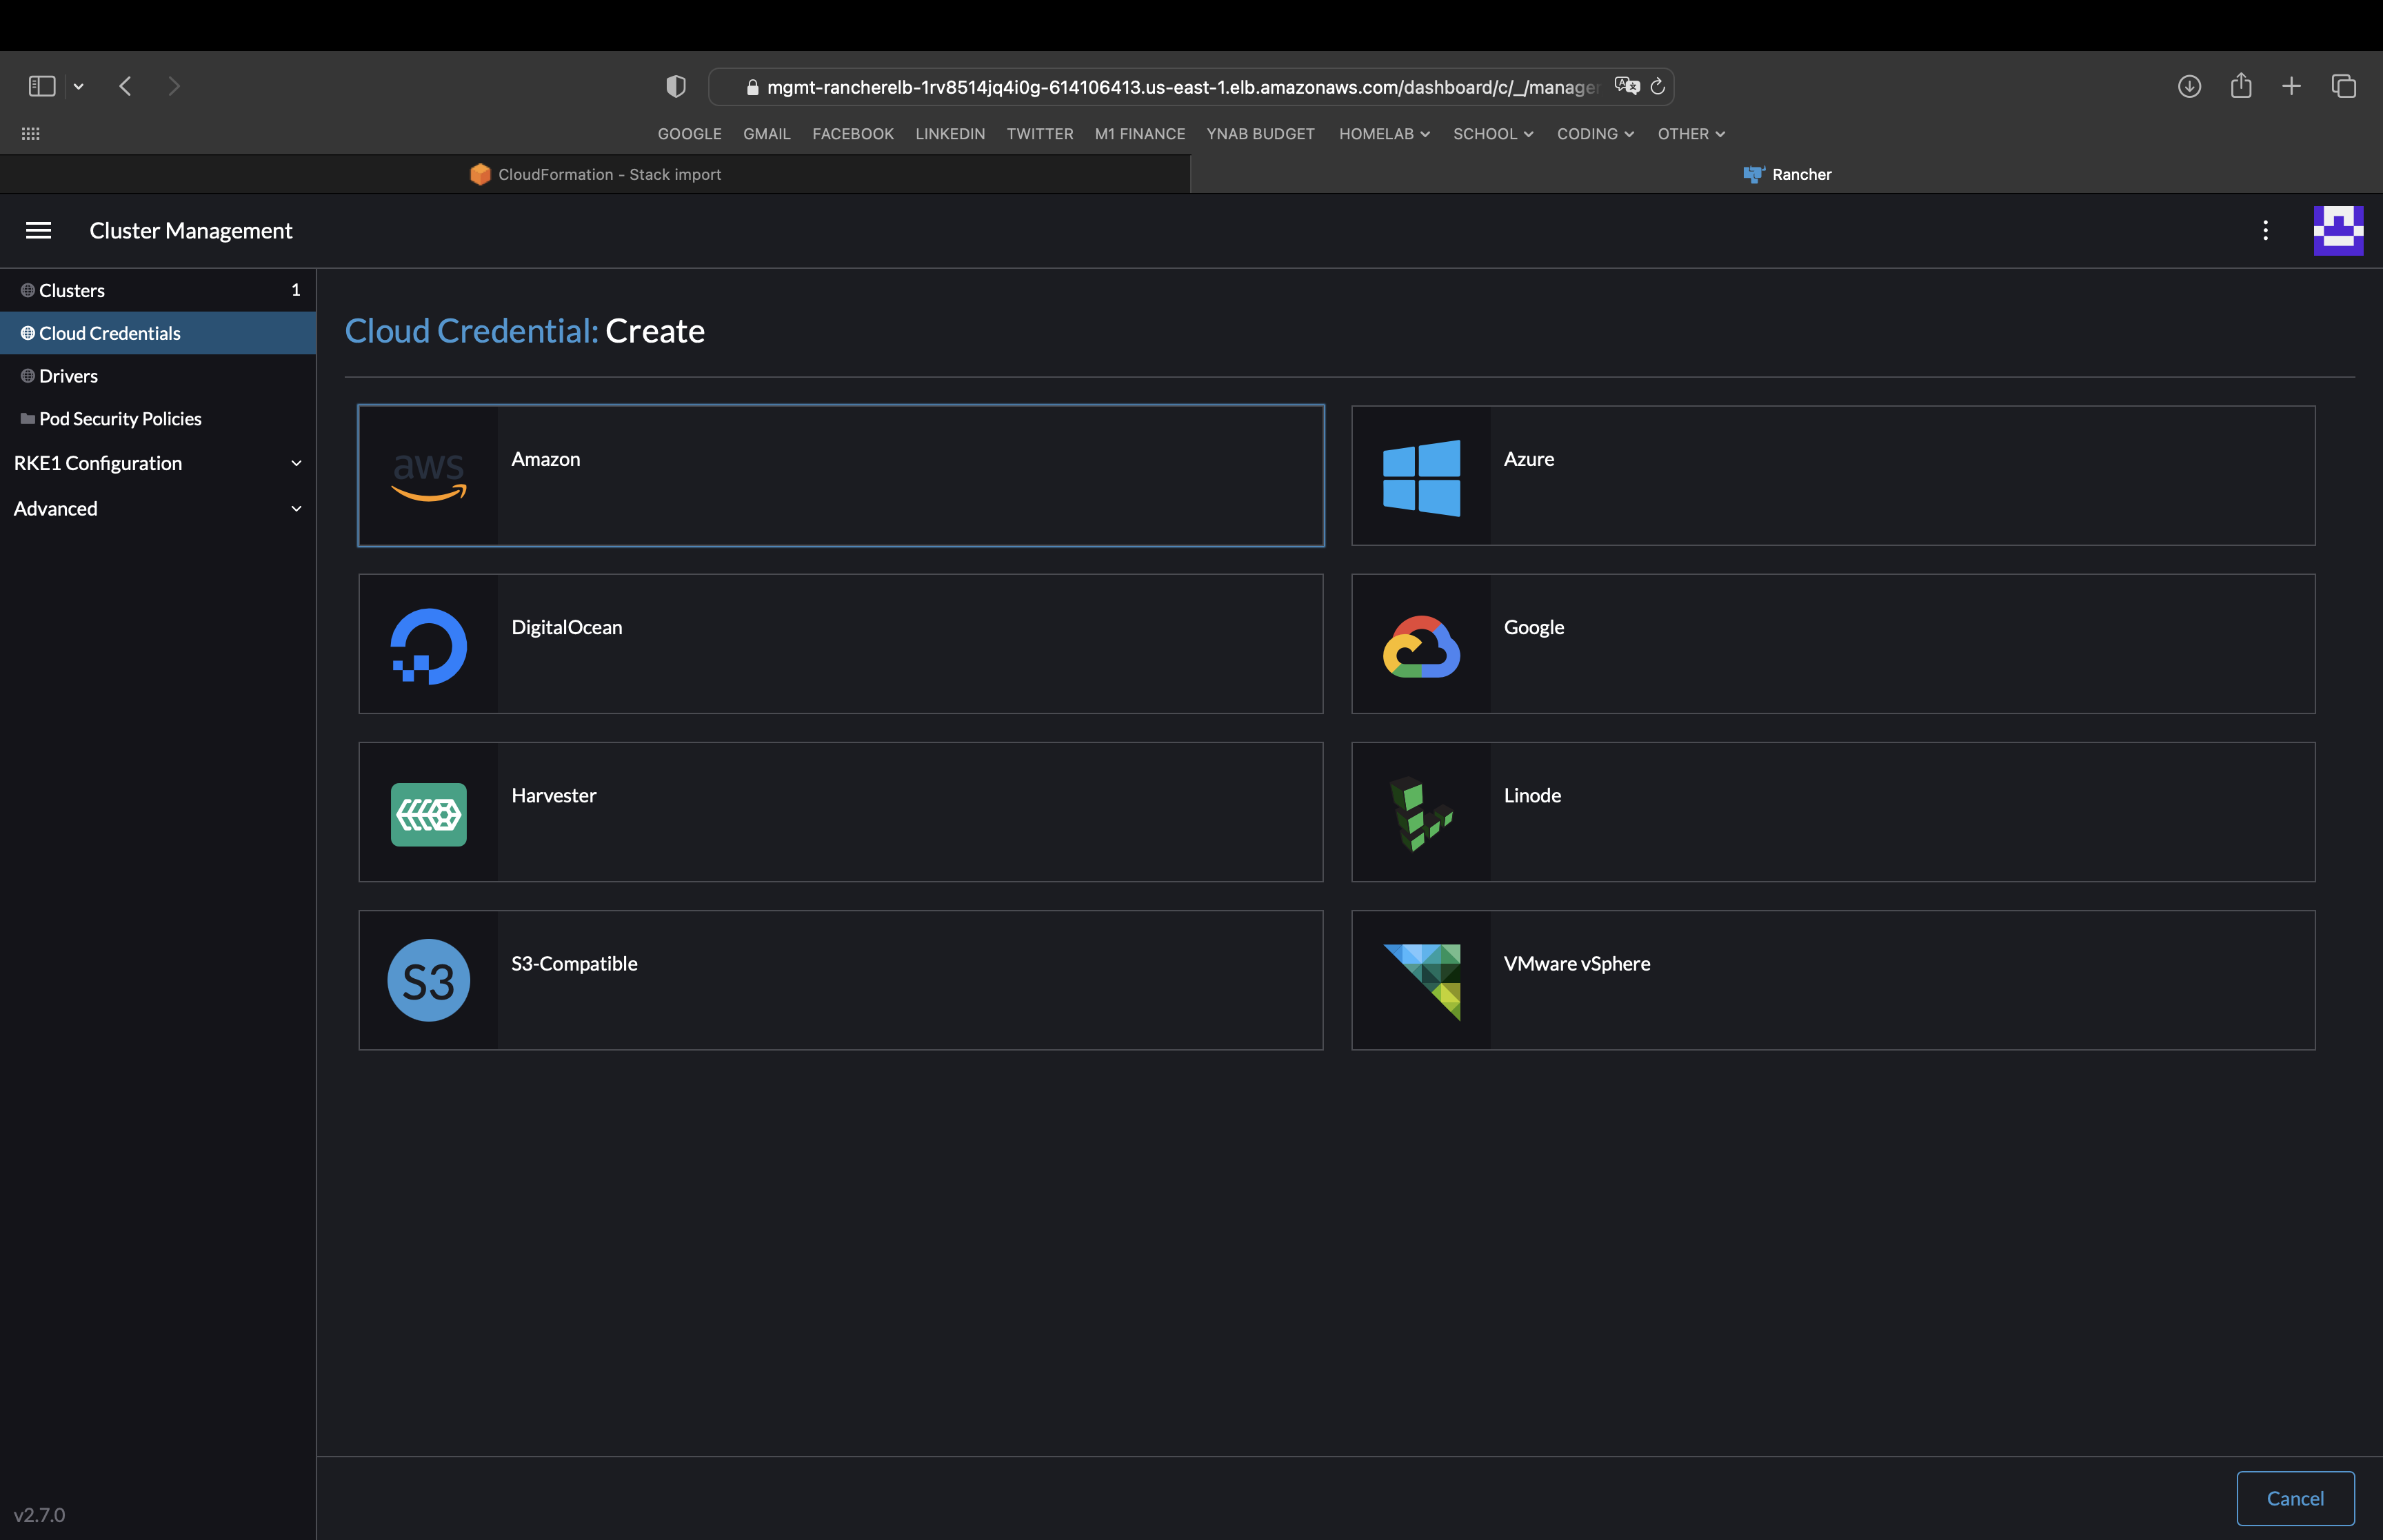 mgmt-rancherelb-1rv8514jq4i0g-614106413.us-east-1.elb.amazonaws.com/dashboard/c/_/manager
GOOGLE GMAIL FACEBOOK LINKEDIN TWITTER M1 FINANCE YNAB BUDGET HOMELAB SCHOOL CODING OTHER
CloudFormation - Stack import
Rancher
Cluster Management
Clusters 1
Cloud Credentials
Drivers
Pod Security Policies
RKE1 Configuration
Advanced
v2.7.0
Cloud Credential: Create
aws
Amazon
Azure
DigitalOcean
Google
Harvester
Linode
S3
S3-Compatible
VMware vSphere
Cancel